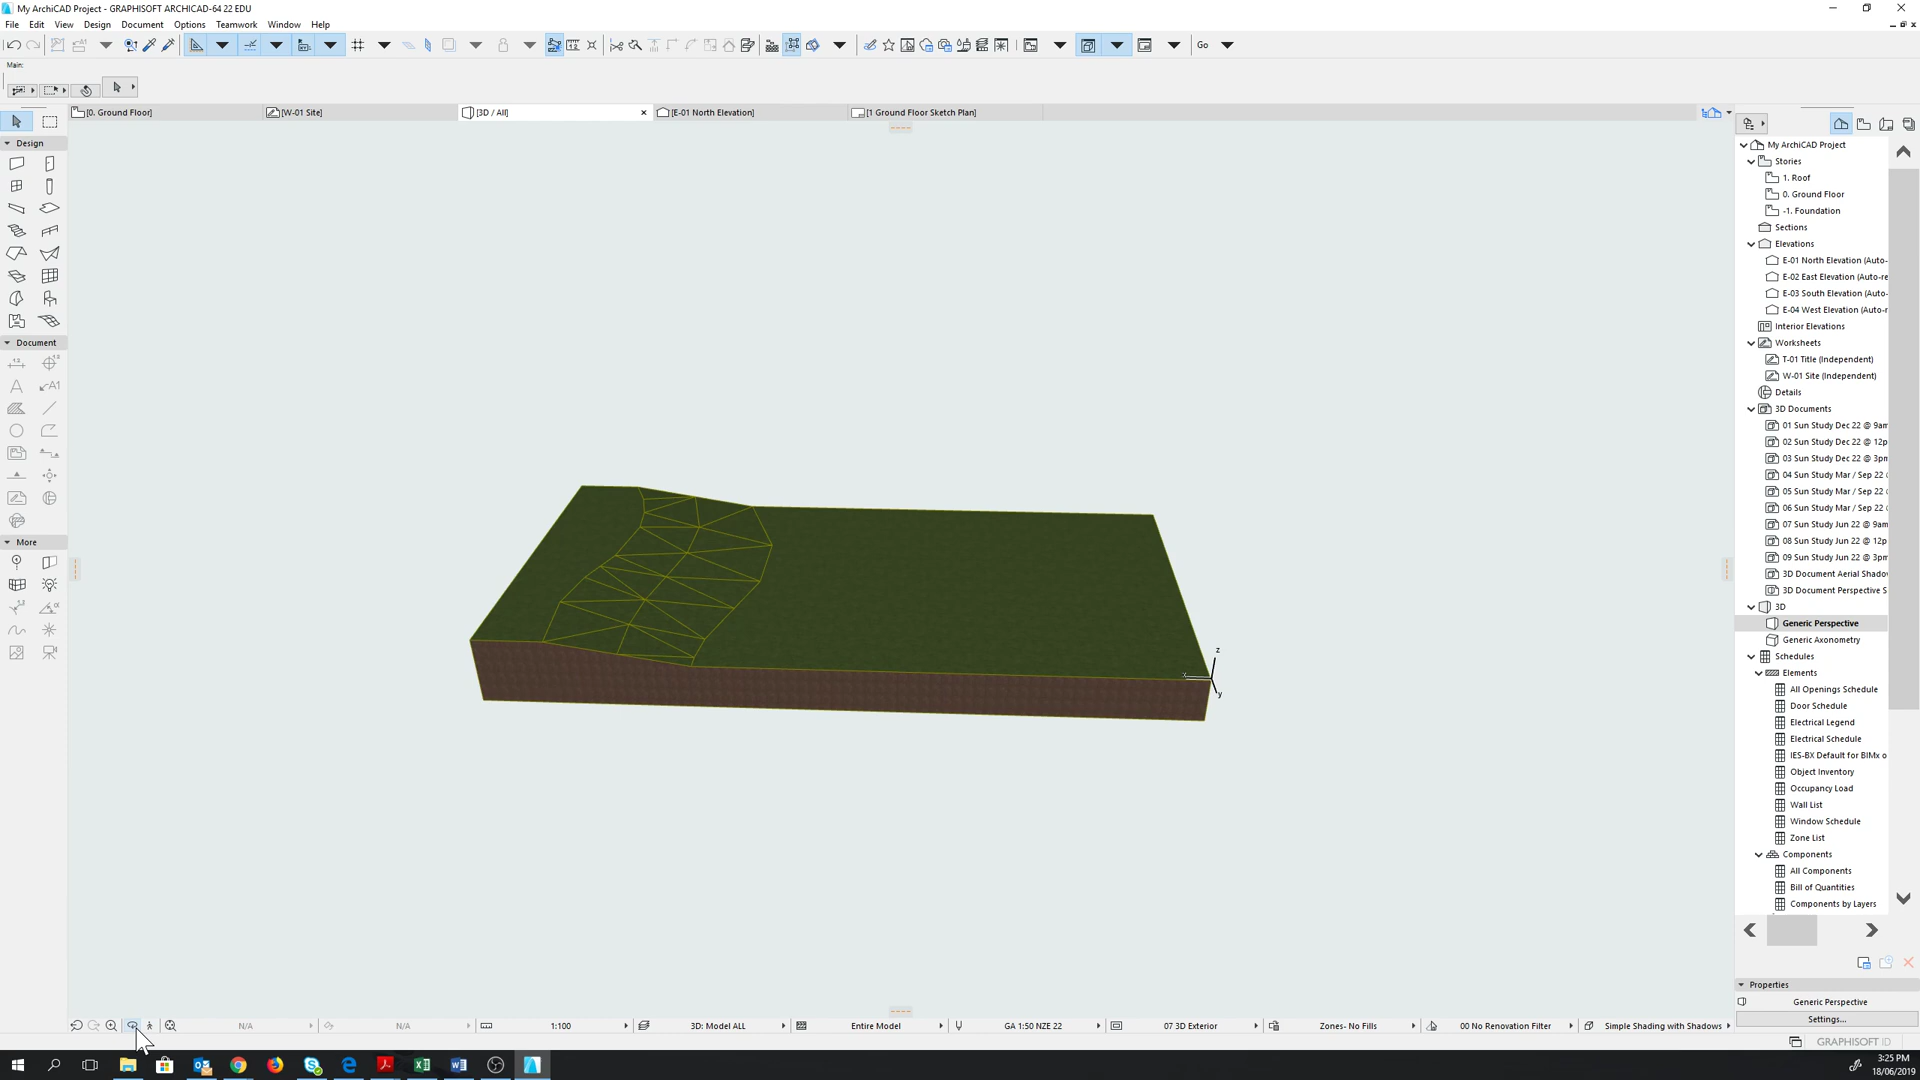 My ArchiCAD Project - GRAPHISOFT ARCHICAD-64 22 EDU
File Edit View Design Document Options Teamwork Window Help
Go
Main:
[0. Ground Floor]
[W-01 Site]
[3D / All]
[E-01 North Elevation]
[1 Ground Floor Sketch Plan]
Design
Document
A
A1
More
z
x
y
My ArchiCAD Project
Stories
1. Roof
0. Ground Floor
-1. Foundation
Sections
Elevations
E-01 North Elevation (Auto-
E-02 East Elevation (Auto-re
E-03 South Elevation (Auto-
E-04 West Elevation (Auto-r
Interior Elevations
Worksheets
T-01 Title (Independent)
W-01 Site (Independent)
Details
3D Documents
01 Sun Study Dec 22 @ 9am
02 Sun Study Dec 22 @ 12p
03 Sun Study Dec 22 @ 3pm
04 Sun Study Mar / Sep 22
05 Sun Study Mar / Sep 22
06 Sun Study Mar / Sep 22
07 Sun Study Jun 22 @ 9am
08 Sun Study Jun 22 @ 12p
09 Sun Study Jun 22 @ 3pm
3D Document Aerial Shado
3D Document Perspective S
3D
Generic Perspective
Generic Axonometry
Schedules
Elements
All Openings Schedule
Door Schedule
Electrical Legend
Electrical Schedule
IES-BX Default for BIMx o
Object Inventory
Occupancy Load
Wall List
Window Schedule
Zone List
Components
All Components
Bill of Quantities
Components by Layers
Properties
Generic Perspective
Settings...
N/A
N/A
1:100
3D: Model ALL
Entire Model
GA 1:50 NZE 22
07 3D Exterior
Zones- No Fills
00 No Renovation Filter
Simple Shading with Shadows
GRAPHISOFT ID
3:25 PM
18/06/2019